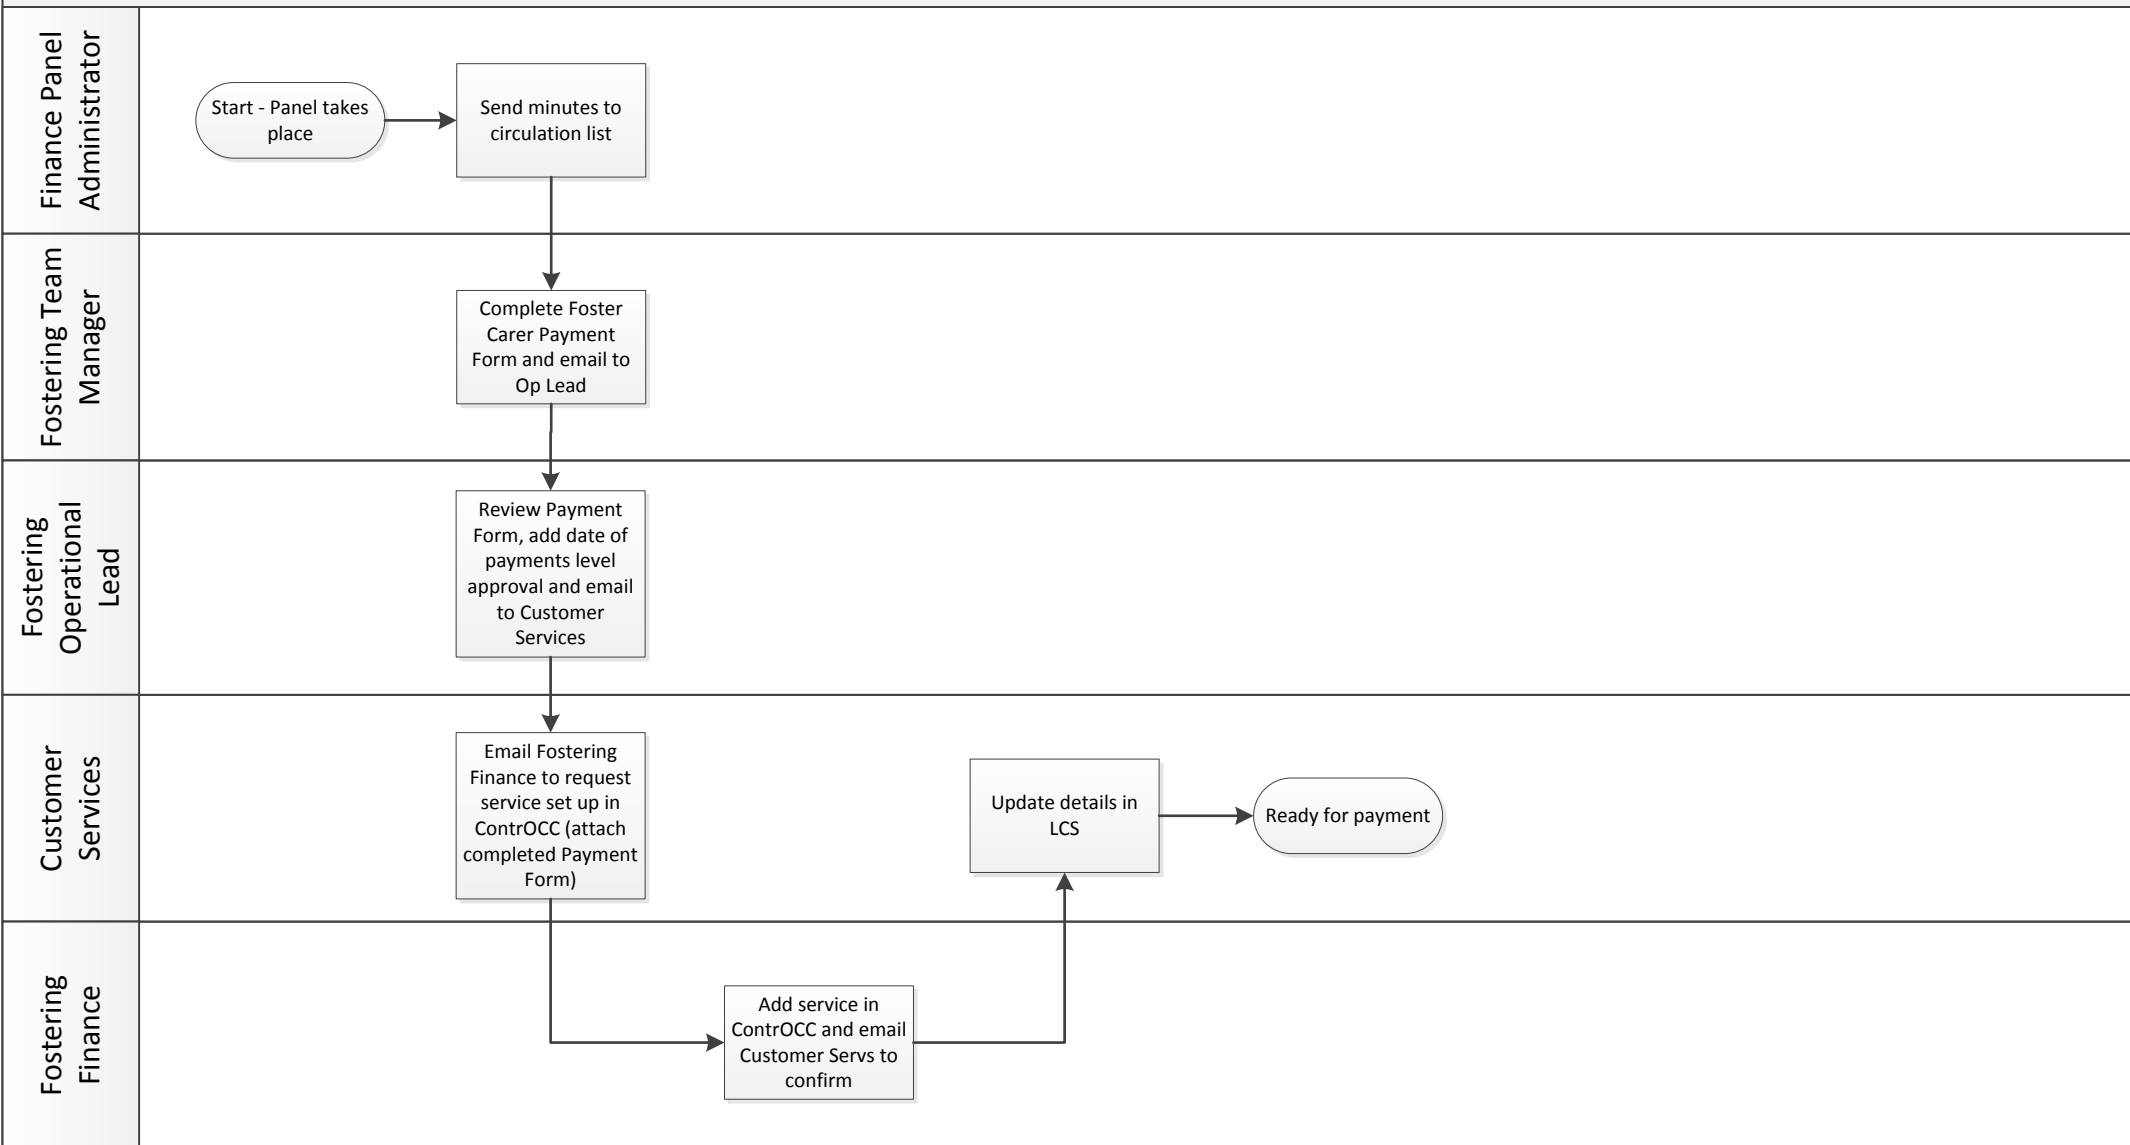 Finance Panel
Administrator
Start - Panel takes
place
Send minutes to
circulation list
Fostering Team
Manager
Complete Foster
Carer Payment
Form and email to
Op Lead
Fostering
Operational
Lead
Review Payment
Form, add date of
payments level
approval and email
to Customer
Services
Customer
Services
Email Fostering
Finance to request
service set up in
ContrOCC (attach
completed Payment
Form)
Update details in
LCS
Ready for payment
Fostering
Finance
Add service in
ContrOCC and email
Customer Servs to
confirm